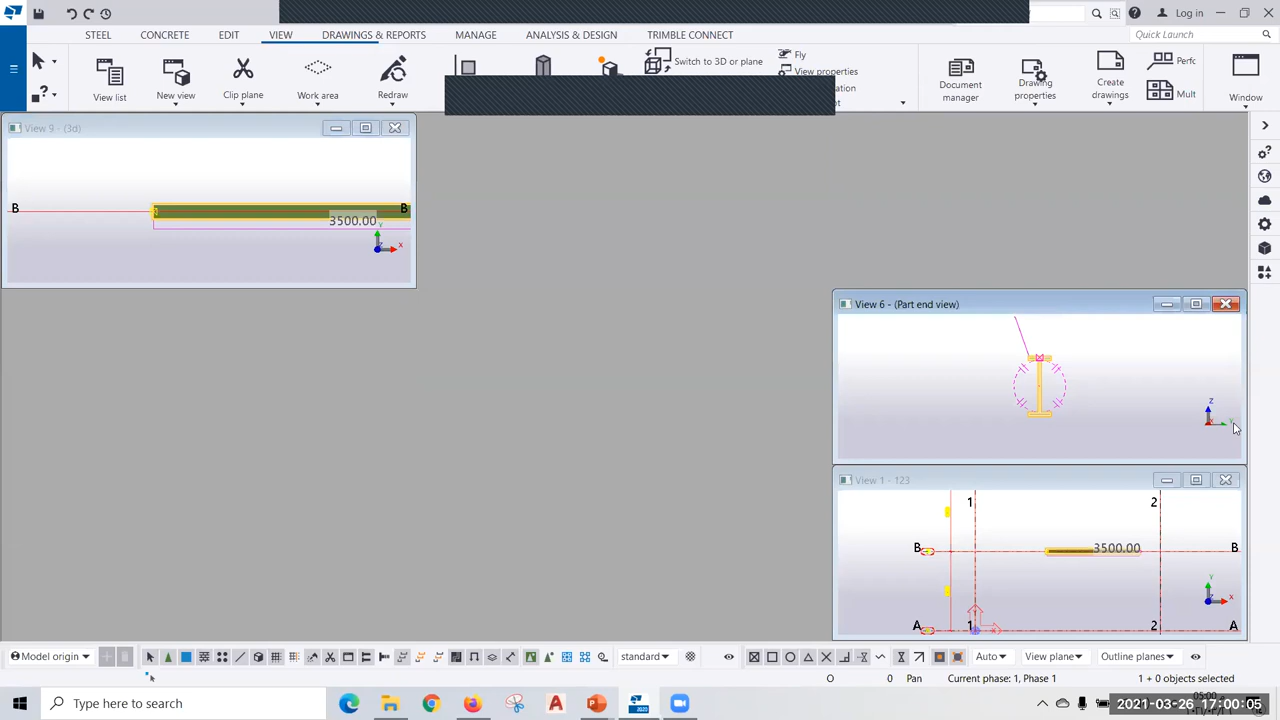 Log in
STEEL CONCRETE EDIT VIEW DRAWINGS & REPORTS MANAGE ANALYSIS & DESIGN TRIMBLE CONNECT Quick Launch
Switch to 3D or plane
Fly
View properties
Perfc
Mult
View list New view Clip plane Work area Redraw Document manager Drawing properties Create drawings Window
View 9 - (3d)
B B
3500.00
Y
X
View 6 - (Part end view)
Z
View 1 - 123
1 2
B 3500.00 B
Y
X
A 1 2 A
Model origin standard Auto View plane Outline planes
O 0 Pan Current phase: 1, Phase 1 1 + 0 objects selected
Type here to search
2021-03-26 17:00:05